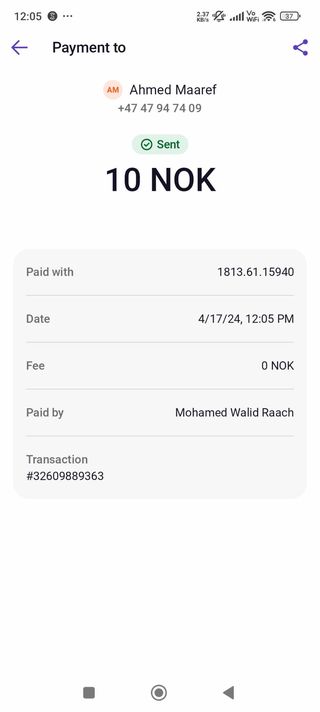 12:05 2.37 KB/s Vo WiFi 37
Payment to
AM Ahmed Maaref
+47 47 94 74 09
Sent
10 NOK
Paid with 1813.61.15940
Date 4/17/24, 12:05 PM
Fee 0 NOK
Paid by Mohamed Walid Raach
Transaction
#32609889363